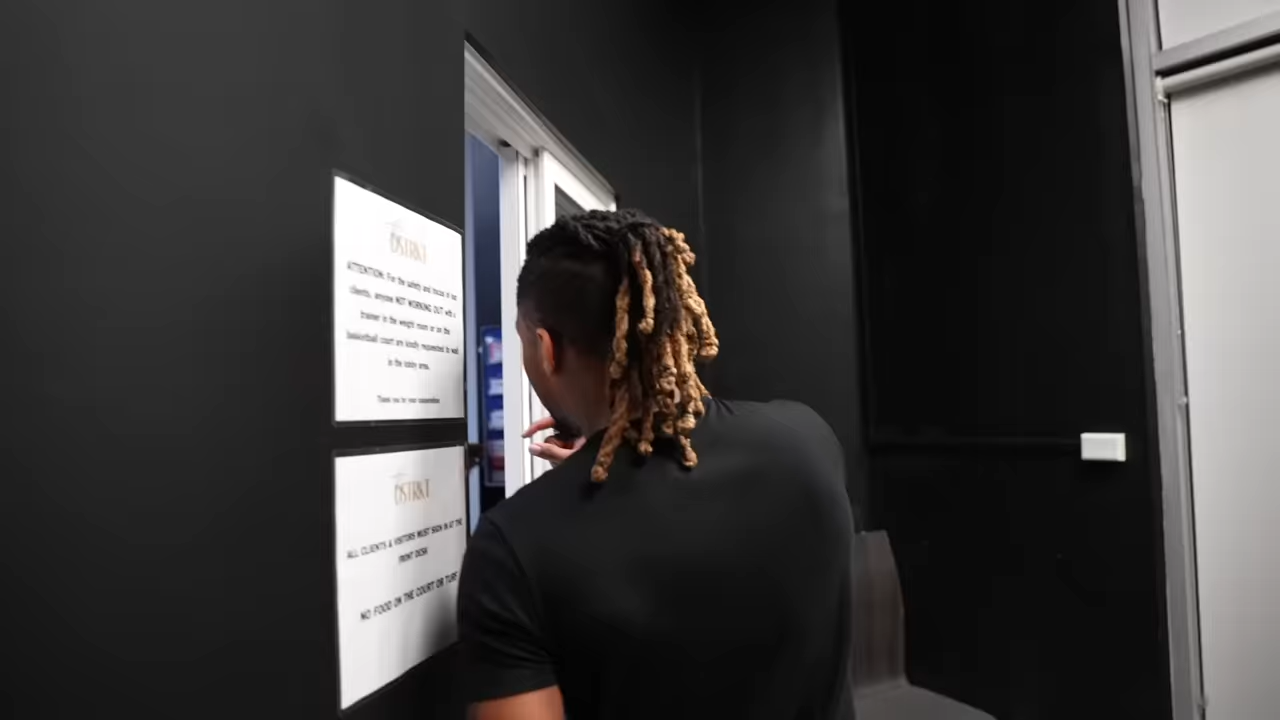 The
DSTRKT
ATTENTION: For the safety and focus of our
clients, anyone NOT WORKING OUT with a
trainer in the weight room or on the
basketball court are kindly requested to wait
in the lobby area.
Thank you for your cooperation
The
DSTRKT
ALL CLIENTS & VISITORS MUST SIGN IN AT THE
FRONT DESK
NO FOOD ON THE COURT OR TURF